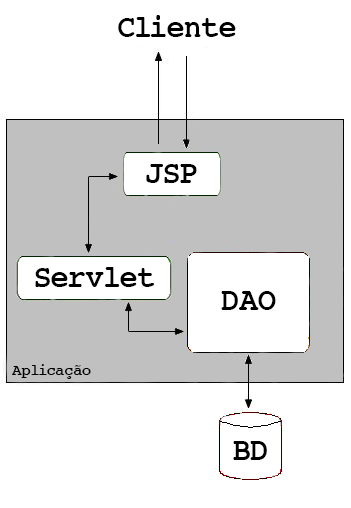 Cliente
JSP
Servlet
DAO
Aplicação
BD